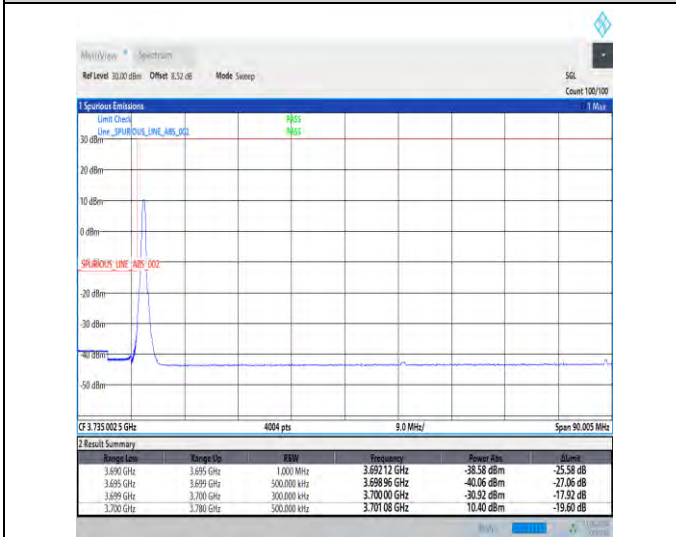 MultiView Spectrum
Ref Level 30.00 dBm Offset 8.52 dB Mode Sweep SGL
Count 100/100
1 Spurious Emissions 1 Max
Limit Check PASS
Line _SPURIOUS_LINE_ABS_002 PASS
30 dBm
20 dBm
10 dBm
0 dBm
_SPURIOUS_LINE_ABS_002
-20 dBm
-30 dBm
-40 dBm
-50 dBm
CF 3.735 002 5 GHz 4004 pts 9.0 MHz/ Span 90.005 MHz
2 Result Summary
Range Low Range Up RBW Frequency Power Abs ΔLimit
3.690 GHz 3.695 GHz 1.000 MHz 3.692 12 GHz -38.58 dBm -25.58 dB
3.695 GHz 3.699 GHz 500.000 kHz 3.698 96 GHz -40.06 dBm -27.06 dB
3.699 GHz 3.700 GHz 300.000 kHz 3.700 00 GHz -30.92 dBm -17.92 dB
3.700 GHz 3.780 GHz 500.000 kHz 3.701 08 GHz 10.40 dBm -19.60 dB